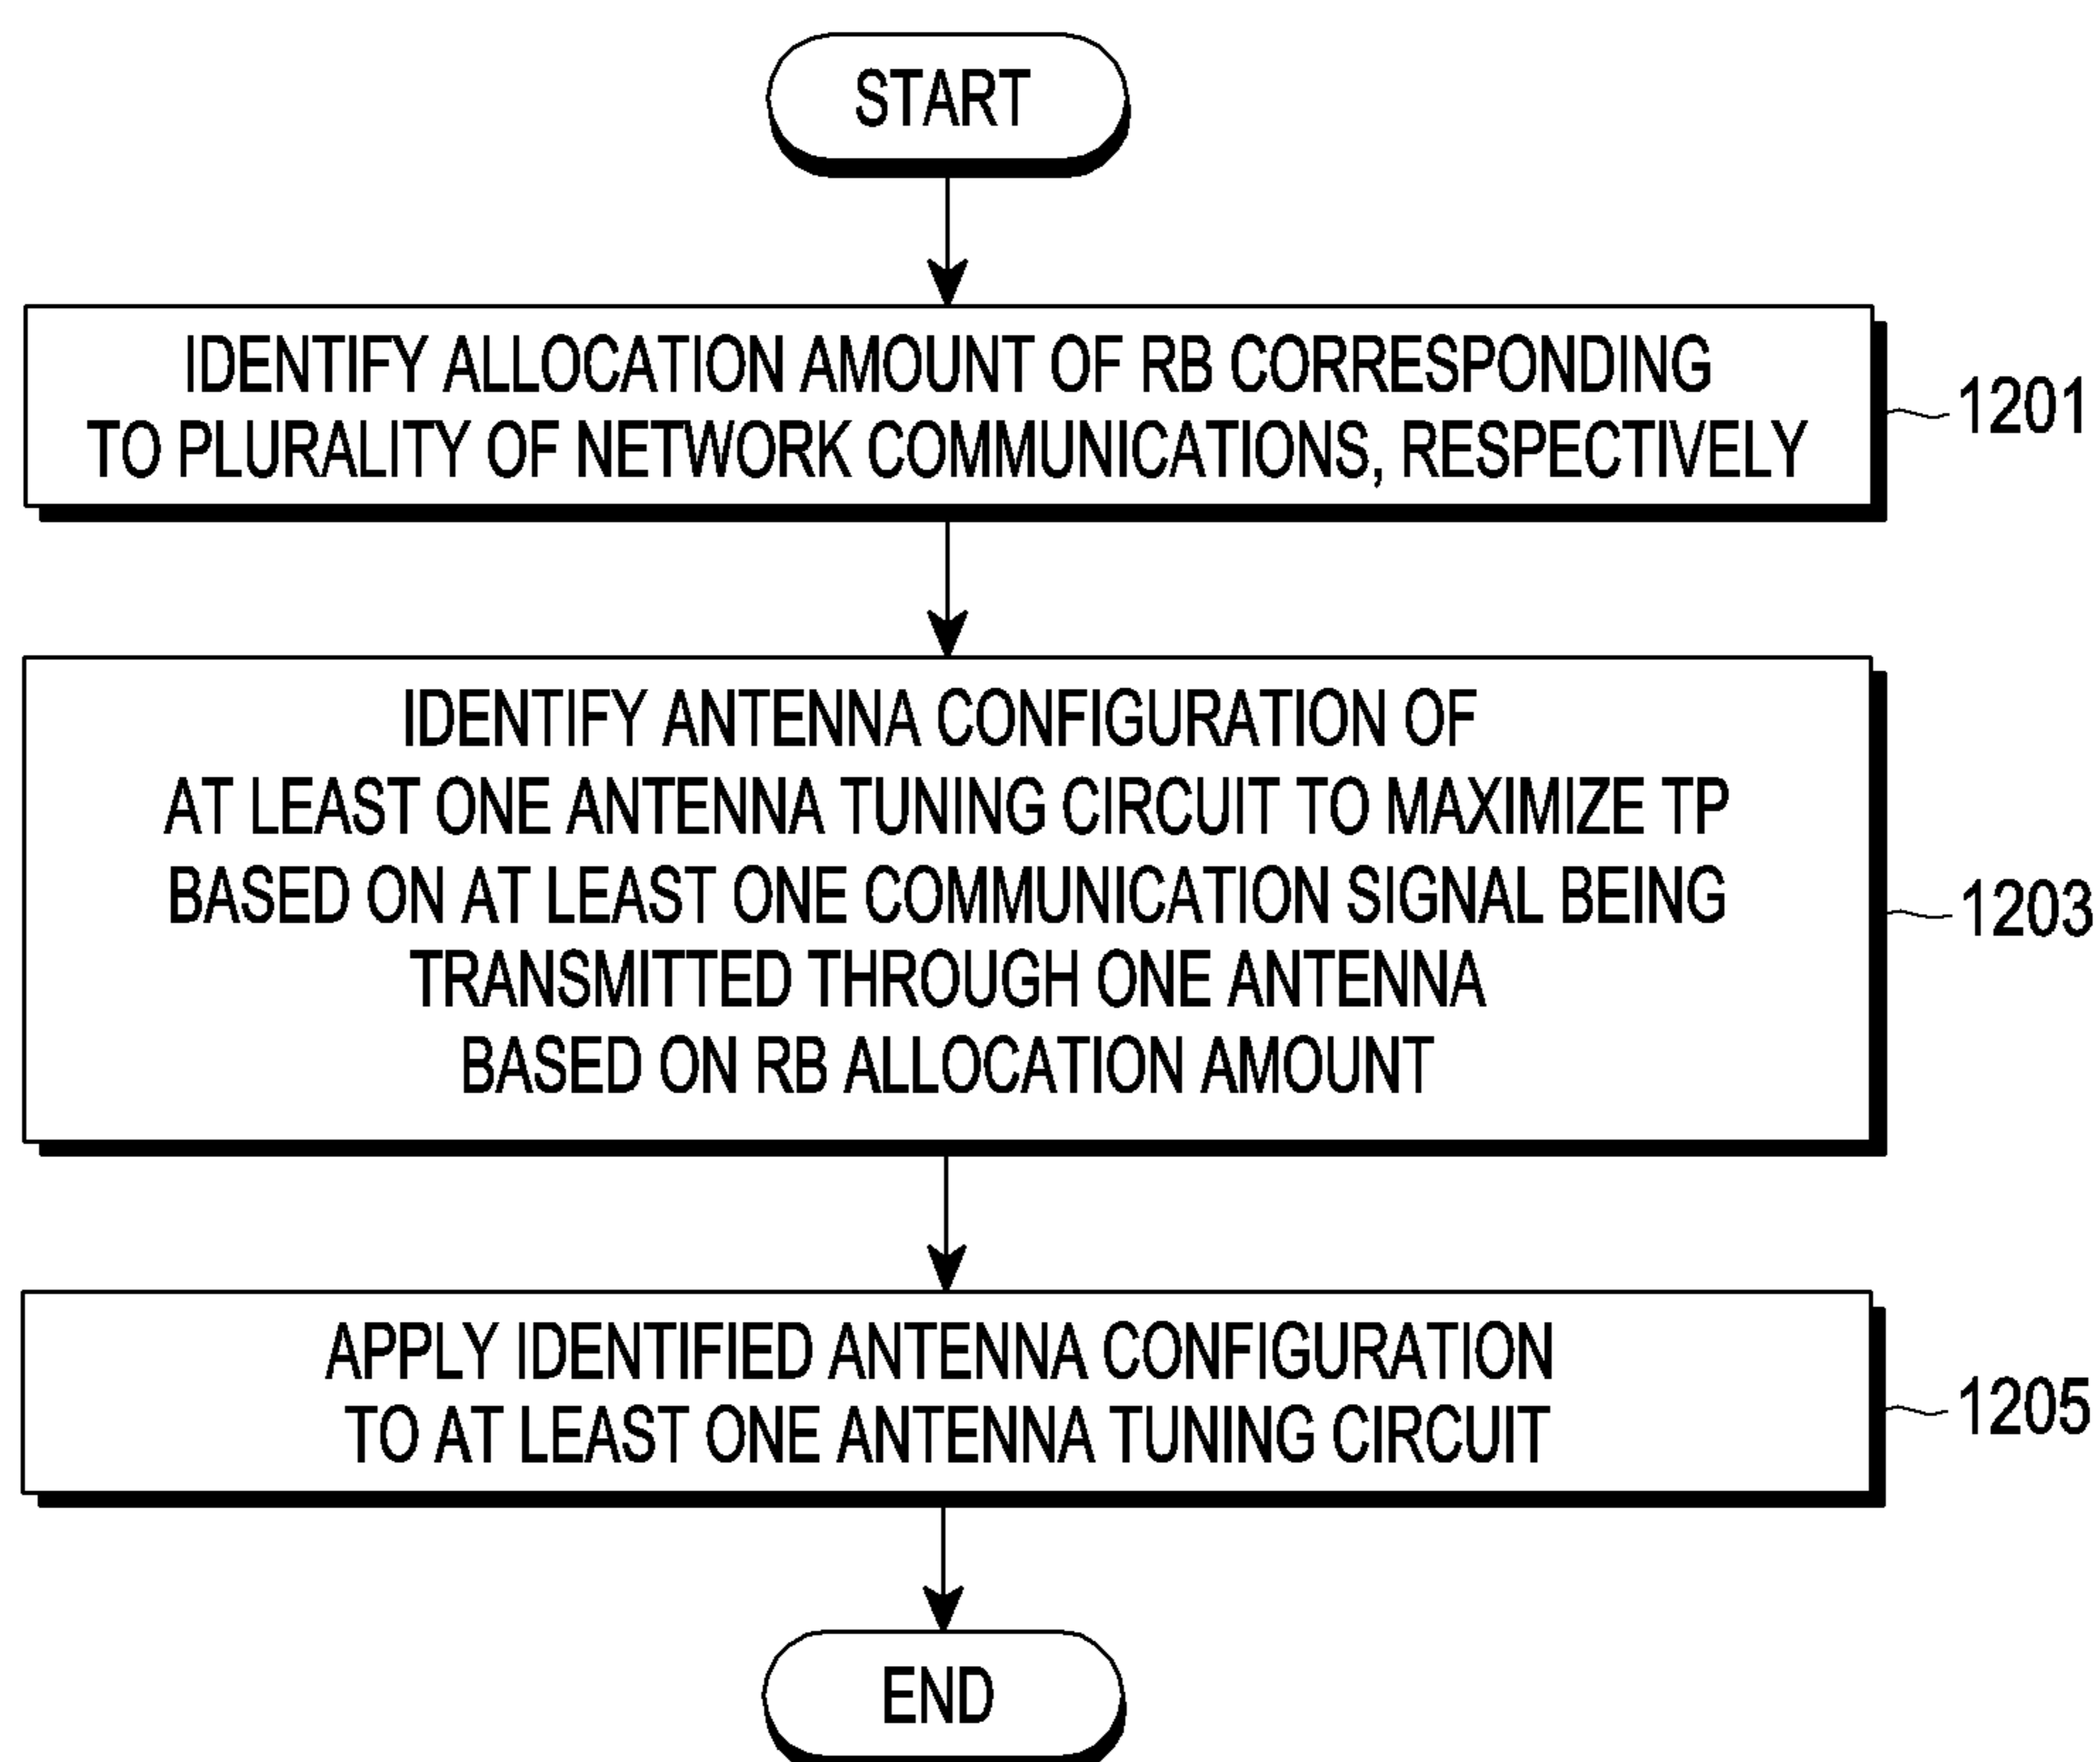 START
IDENTIFY ALLOCATION AMOUNT OF RB CORRESPONDING
TO PLURALITY OF NETWORK COMMUNICATIONS, RESPECTIVELY
1201
IDENTIFY ANTENNA CONFIGURATION OF
AT LEAST ONE ANTENNA TUNING CIRCUIT TO MAXIMIZE TP
BASED ON AT LEAST ONE COMMUNICATION SIGNAL BEING
TRANSMITTED THROUGH ONE ANTENNA
BASED ON RB ALLOCATION AMOUNT
1203
APPLY IDENTIFIED ANTENNA CONFIGURATION
TO AT LEAST ONE ANTENNA TUNING CIRCUIT
1205
END